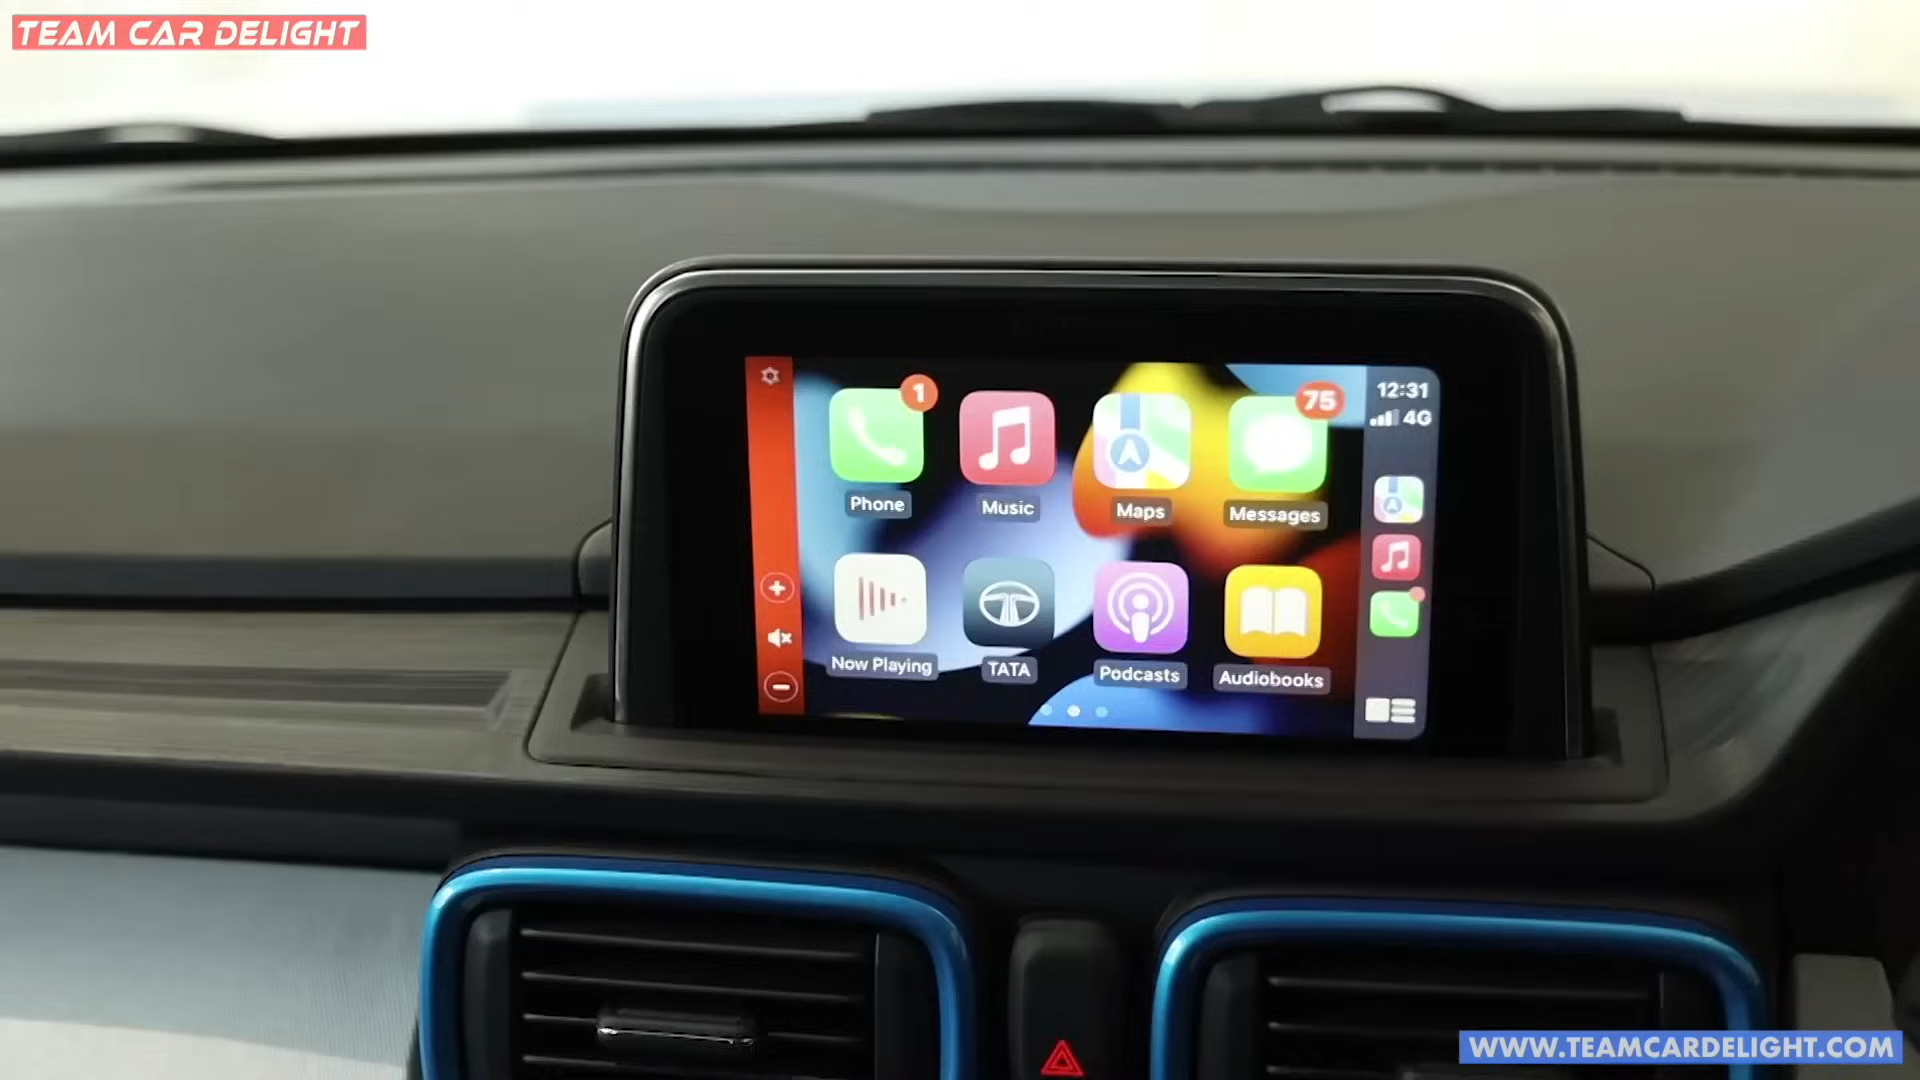 TEAM CAR DELIGHT
1
75
12:31
4G
Phone
Music
Maps
Messages
Now Playing
TATA
Podcasts
Audiobooks
WWW.TEAMCARDELIGHT.COM